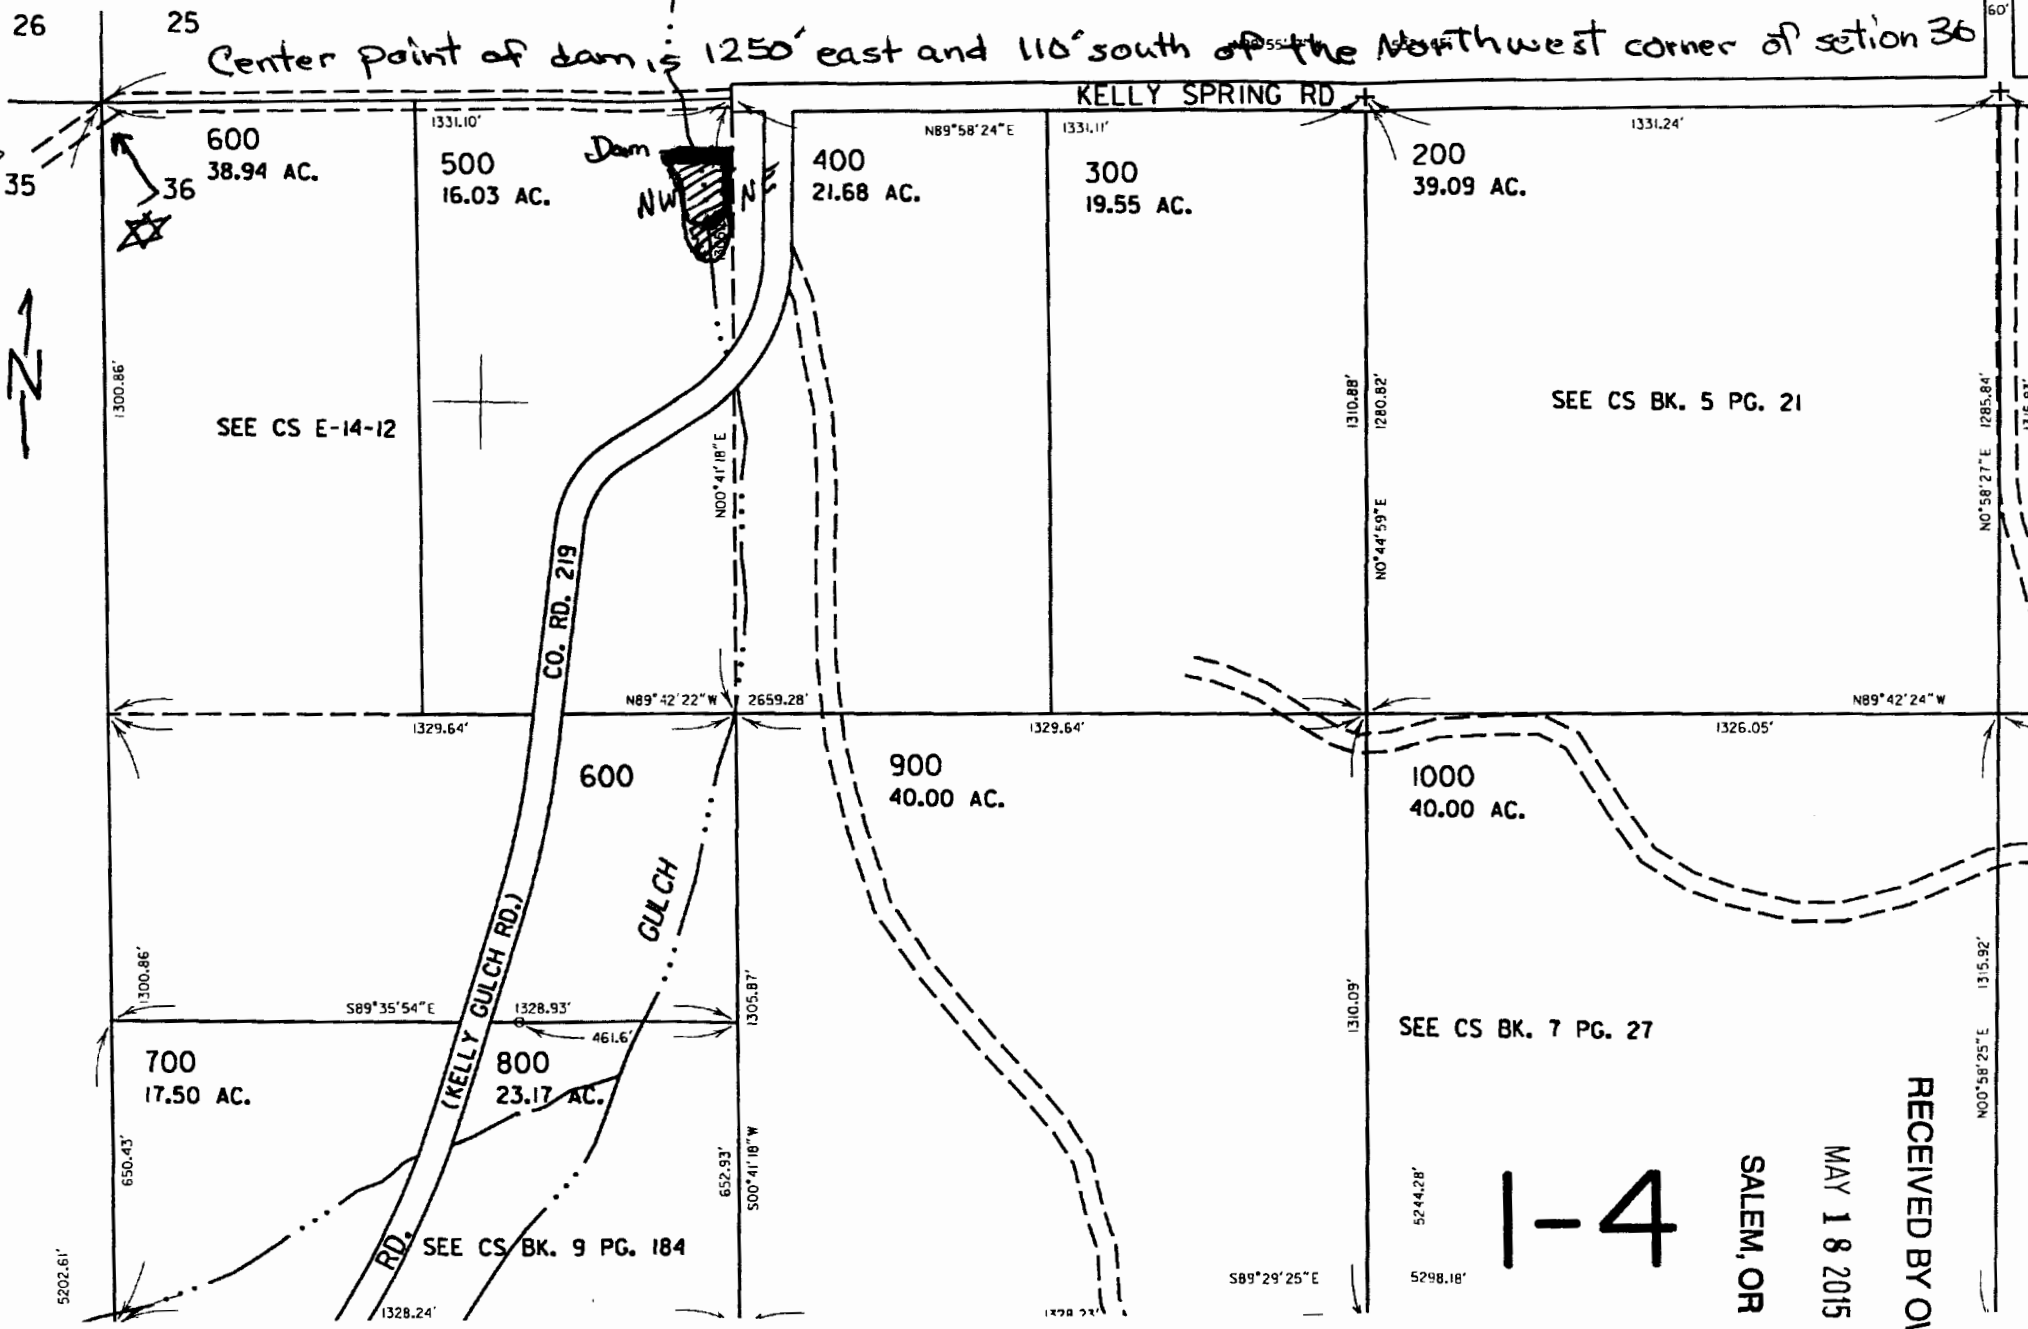 26
25
60'
Center point of dam is 1250' east and 110' south of the Northwest corner of sction 36
KELLY SPRING RD
1331.10'
N89°58'24"E
1331.11'
1331.24'
600
38.94 AC.
500
16.03 AC.
Dam
400
21.68 AC.
300
19.55 AC.
200
39.09 AC.
35
36
NW
N
N
1300.86'
SEE CS E-14-12
N00°41'18"E
1310.88'
1280.82'
N0°44'59"E
SEE CS BK. 5 PG. 21
N0°58'27"E 1285.84'
CO. RD. 219
N89°42'22"W
2659.28'
N89°42'24"W
1329.64'
1329.64'
1326.05'
600
900
40.00 AC.
1000
40.00 AC.
GULCH
(KELLY GULCH RD.)
1300.86'
S89°35'54"E
1328.93'
461.6'
1305.87'
1310.09'
1315.92'
SEE CS BK. 7 PG. 27
N00°58'25"E
700
17.50 AC.
800
23.17 AC.
650.43'
652.93'
S00°41'18"W
5244.28'
1-4
RECEIVED BY
MAY 18 2015
SALEM, OR
RD.
SEE CS BK. 9 PG. 184
5202.61'
S89°29'25"E
5298.18'
1328.24'
1328.23'